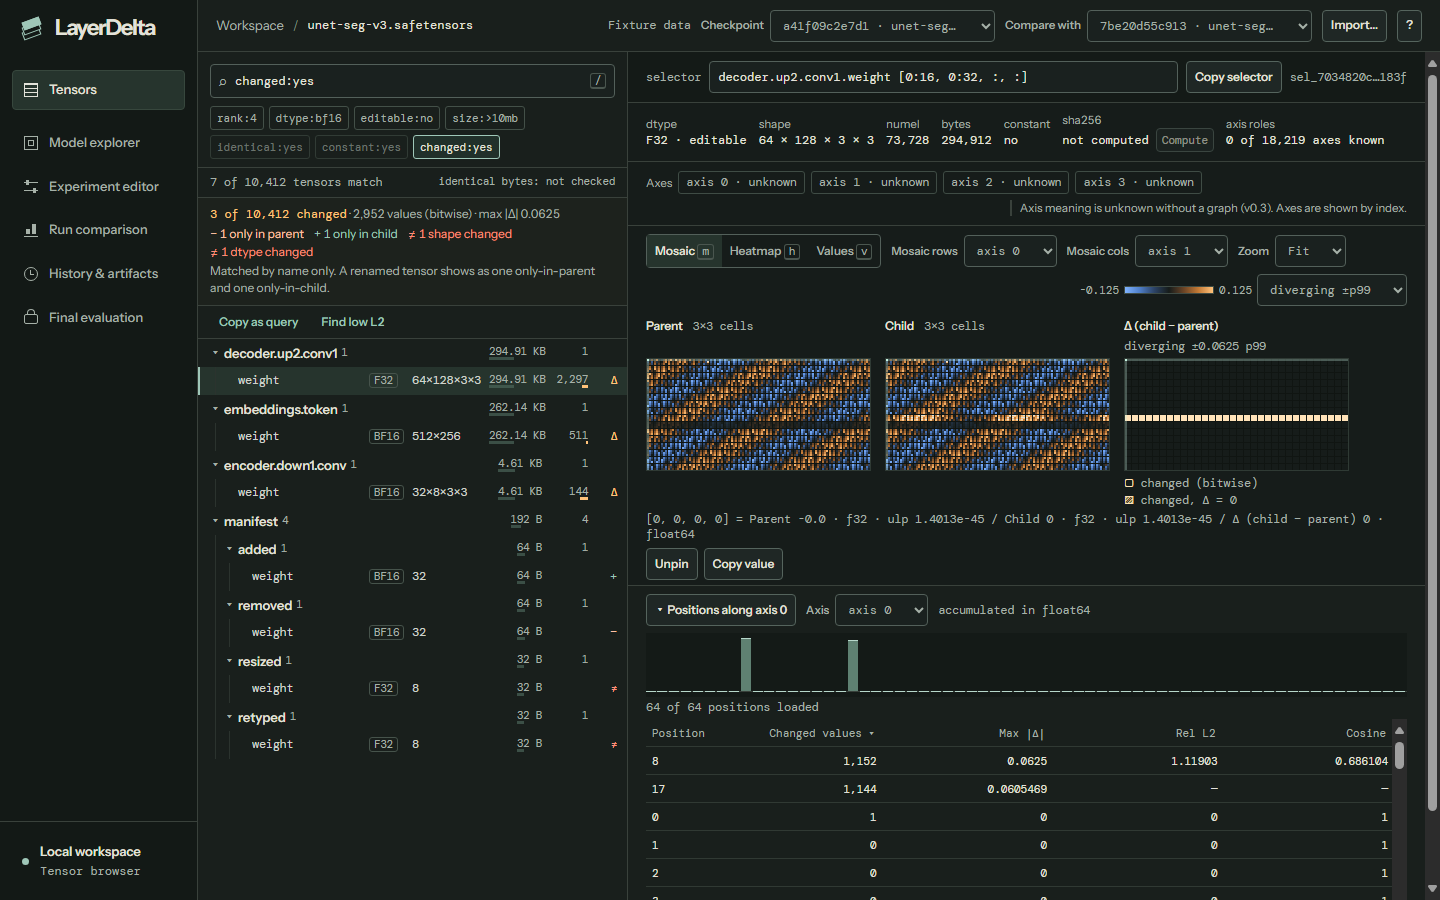 LayerDelta
Workspace / unet-seg-v3.safetensors
Fixture data Checkpoint a41f09c2e7d1 · unet-seg… Compare with 7be20d55c913 · unet-seg… Import… ?
Tensors
Model explorer
Experiment editor
Run comparison
History & artifacts
Final evaluation
Local workspace
Tensor browser
changed:yes /
rank:4 dtype:bf16 editable:no size:>10mb
identical:yes constant:yes changed:yes
7 of 10,412 tensors match identical bytes: not checked
3 of 10,412 changed · 2,952 values (bitwise) · max |Δ| 0.0625
− 1 only in parent + 1 only in child ≠ 1 shape changed
≠ 1 dtype changed
Matched by name only. A renamed tensor shows as one only-in-parent
and one only-in-child.
Copy as query Find low L2
decoder.up2.conv1 1 294.91 KB 1
weight F32 64×128×3×3 294.91 KB 2,297 Δ
embeddings.token 1 262.14 KB 1
weight BF16 512×256 262.14 KB 511 Δ
encoder.down1.conv 1 4.61 KB 1
weight BF16 32×8×3×3 4.61 KB 144 Δ
manifest 4 192 B 4
added 1 64 B 1
weight BF16 32 64 B +
removed 1 64 B 1
weight BF16 32 64 B −
resized 1 32 B 1
weight F32 8 32 B ≠
retyped 1 32 B 1
weight F32 8 32 B ≠
selector decoder.up2.conv1.weight [0:16, 0:32, :, :] Copy selector sel_7034820c…183f
dtype shape numel bytes constant sha256 axis roles
F32 · editable 64 × 128 × 3 × 3 73,728 294,912 no not computed Compute 0 of 18,219 axes known
Axes axis 0 · unknown axis 1 · unknown axis 2 · unknown axis 3 · unknown
Axis meaning is unknown without a graph (v0.3). Axes are shown by index.
Mosaic m Heatmap h Values v Mosaic rows axis 0 Mosaic cols axis 1 Zoom Fit
-0.125 0.125 diverging ±p99
Parent 3×3 cells Child 3×3 cells Δ (child − parent)
diverging ±0.0625 p99
changed (bitwise)
changed, Δ = 0
[0, 0, 0, 0] = Parent -0.0 · f32 · ulp 1.4013e-45 / Child 0 · f32 · ulp 1.4013e-45 / Δ (child − parent) 0 ·
float64
Unpin Copy value
Positions along axis 0 Axis axis 0 accumulated in float64
64 of 64 positions loaded
Position Changed values Max |Δ| Rel L2 Cosine
8 1,152 0.0625 1.11903 0.686104
17 1,144 0.0605469 — —
0 1 0 0 1
1 0 0 0 1
2 0 0 0 1